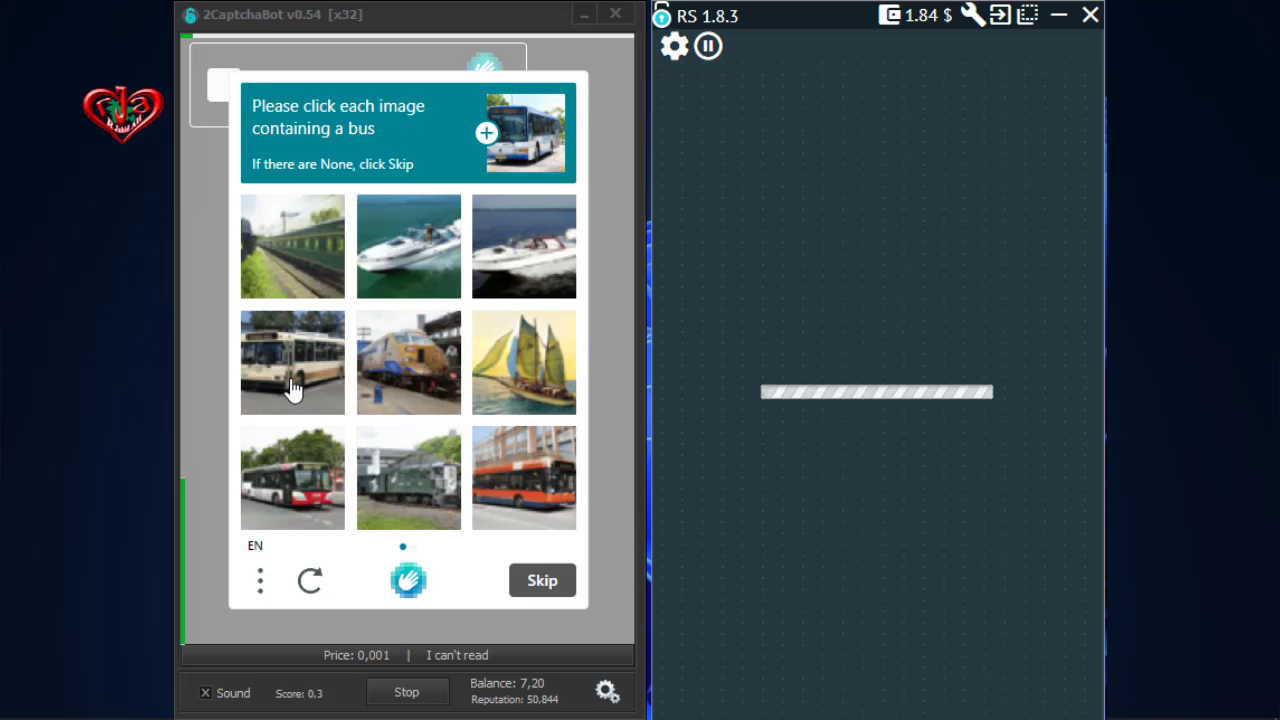 2CaptchaBot v0.54 [x32]
Please click each image
containing a bus
If there are None, click Skip
EN
Skip
Price: 0,001 | I can't read
Sound
Score: 0,3
Stop
Balance: 7,20
Reputation: 50,844
RS 1.8.3
1.84 $